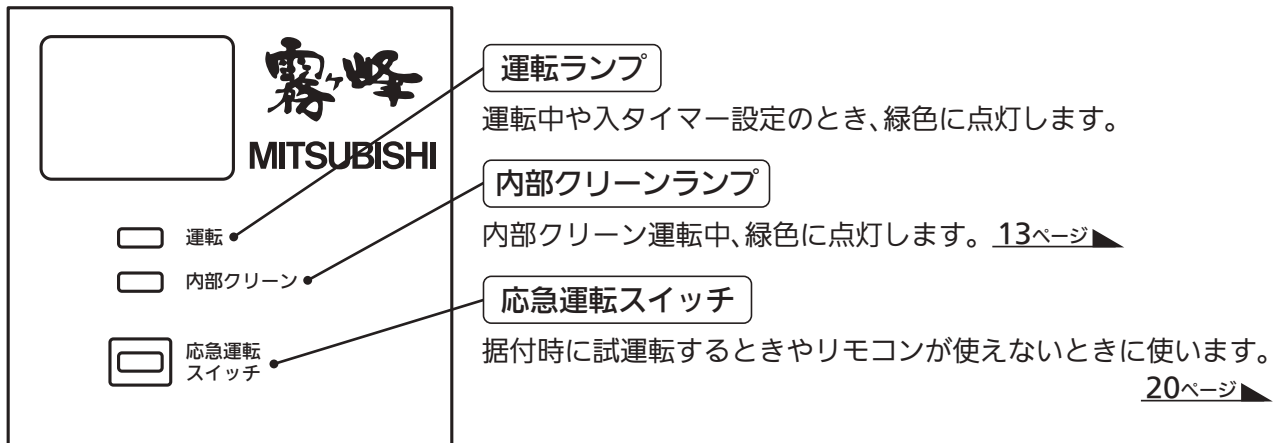 霧ヶ峰
MITSUBISHI
運転
内部クリーン
応急運転
スイッチ
運転ランプ
運転中や入タイマー設定のとき、緑色に点灯します。
内部クリーンランプ
内部クリーン運転中、緑色に点灯します。 13ページ
応急運転スイッチ
据付時に試運転するときやリモコンが使えないときに使います。
20ページ